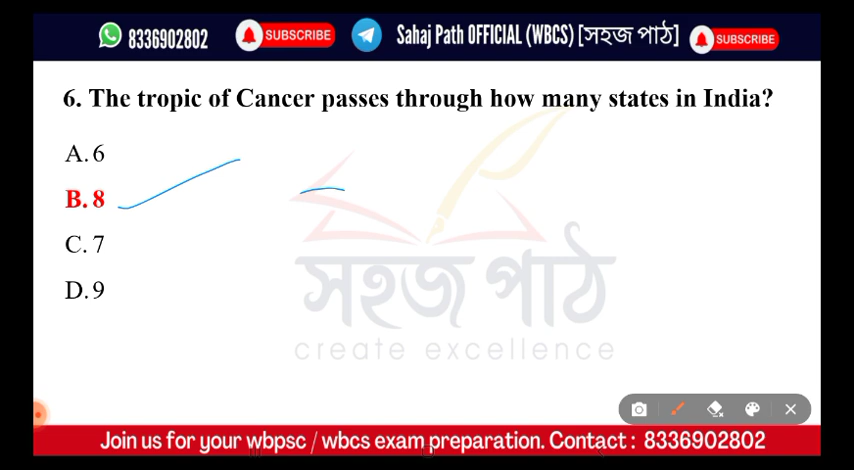 8336902802 SUBSCRIBE Sahaj Path OFFICIAL (WBCS) [সহজ পাঠ] SUBSCRIBE
6. The tropic of Cancer passes through how many states in India?
A. 6
B. 8
C. 7
D. 9
সহজ পাঠ
create excellence
Join us for your wbpsc / wbcs exam preparation. Contact : 8336902802